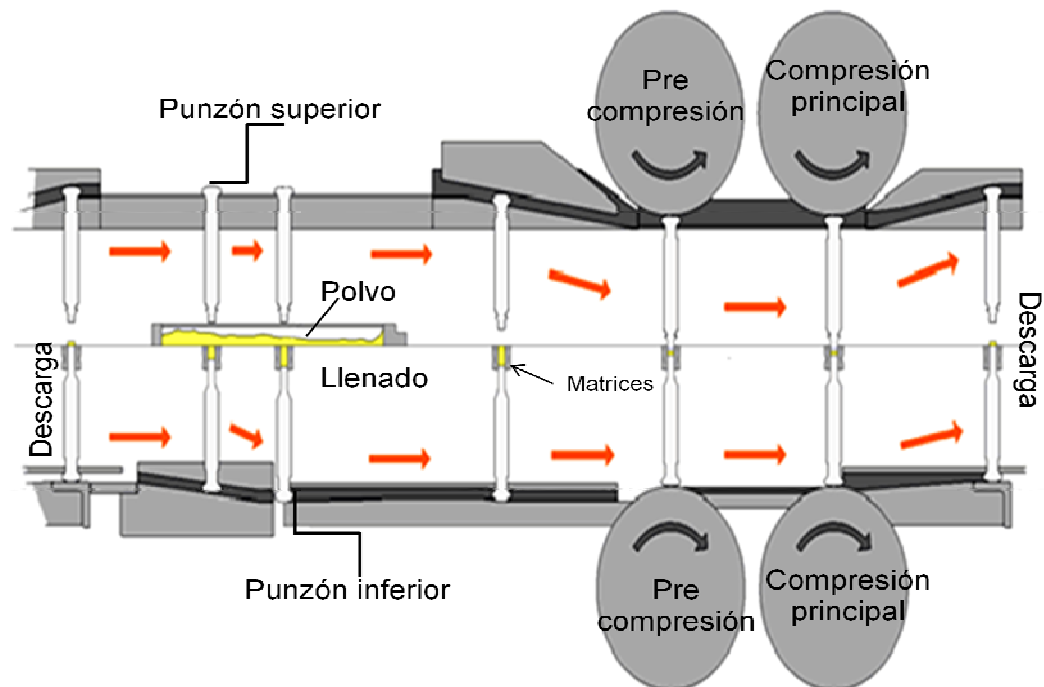 Pre
compresión
Compresión
principal
Punzón superior
Polvo
Descarga
Llenado
Matrices
Descarga
Punzón inferior
Pre
compresión
Compresión
principal